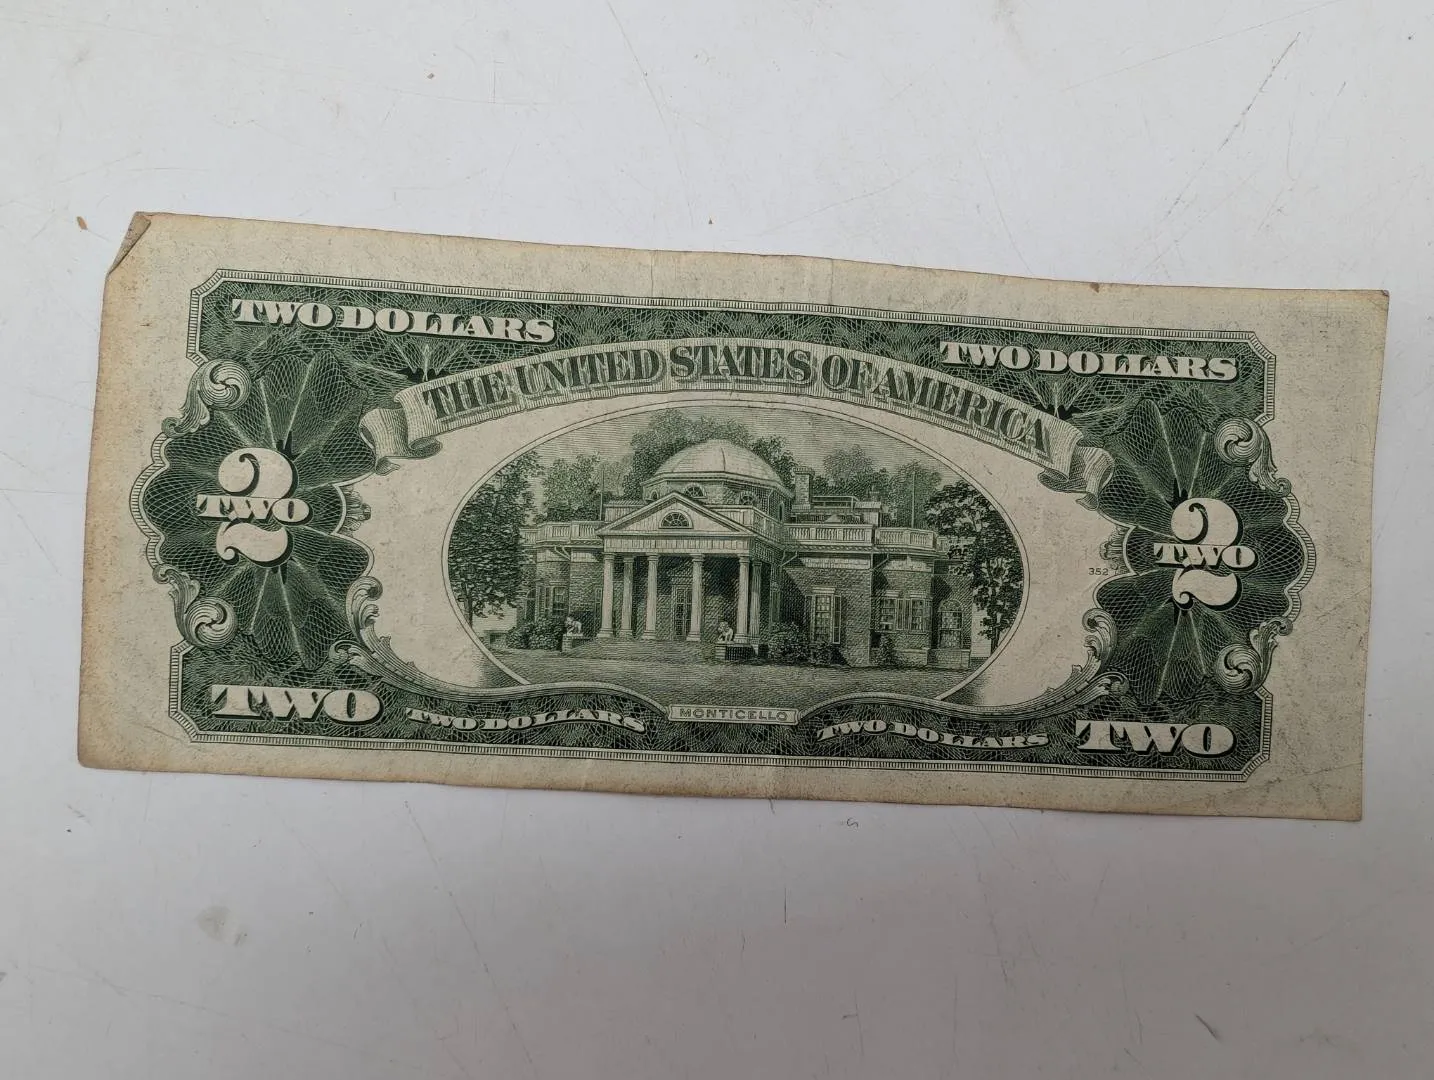 TWO DOLLARS
TWO DOLLARS
THE UNITED STATES OF AMERICA
2
TWO
2
TWO
352
TWO
TWO DOLLARS
MONTICELLO
TWO DOLLARS
TWO